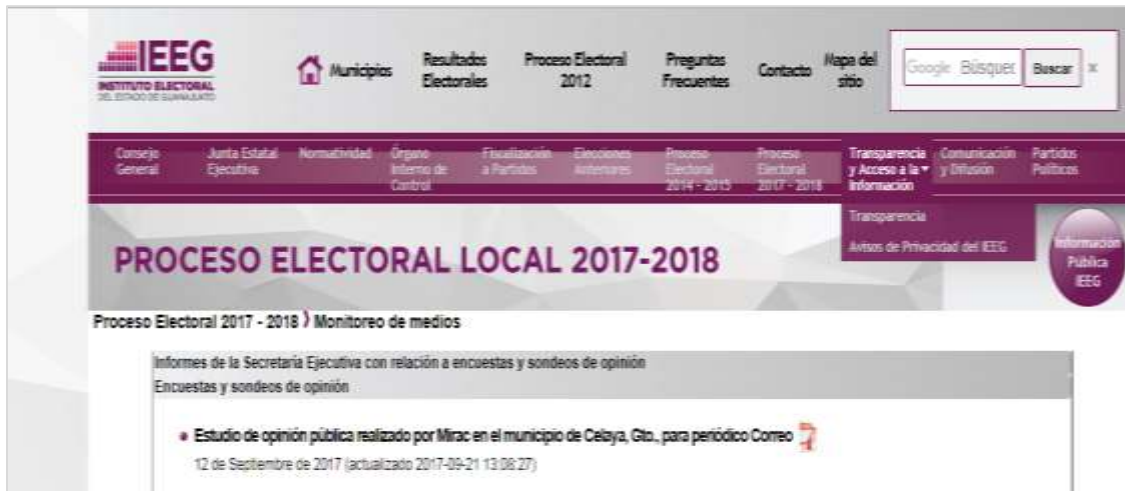 IEEG
INSTITUTO ELECTORAL
DEL ESTADO DE GUANAJUATO
Municipios
Resultados
Electorales
Proceso Electoral
2012
Preguntas
Frecuentes
Contacto
Mapa del
sitio
Google Búsquec
Buscar
x
Consejo
General
Junta Estatal
Ejecutiva
Normatividad
Órgano
Interno de
Control
Fiscalización
a Partidos
Elecciones
Anteriores
Proceso
Electoral
2014 - 2015
Proceso
Electoral
2017 - 2018
Transparencia
y Acceso a la
Información
Comunicación
y Difusión
Partidos
Políticos
Transparencia
Avisos de Privacidad del IEEG
Información
Pública
IEEG
PROCESO ELECTORAL LOCAL 2017-2018
Proceso Electoral 2017 - 2018 ) Monitoreo de medios
Informes de la Secretaría Ejecutiva con relación a encuestas y sondeos de opinión
Encuestas y sondeos de opinión
Estudio de opinión pública realizado por Mirac en el municipio de Celaya, Gto., para periódico Correo
12 de Septiembre de 2017 (actualizado 2017-09-21 13:08:27)